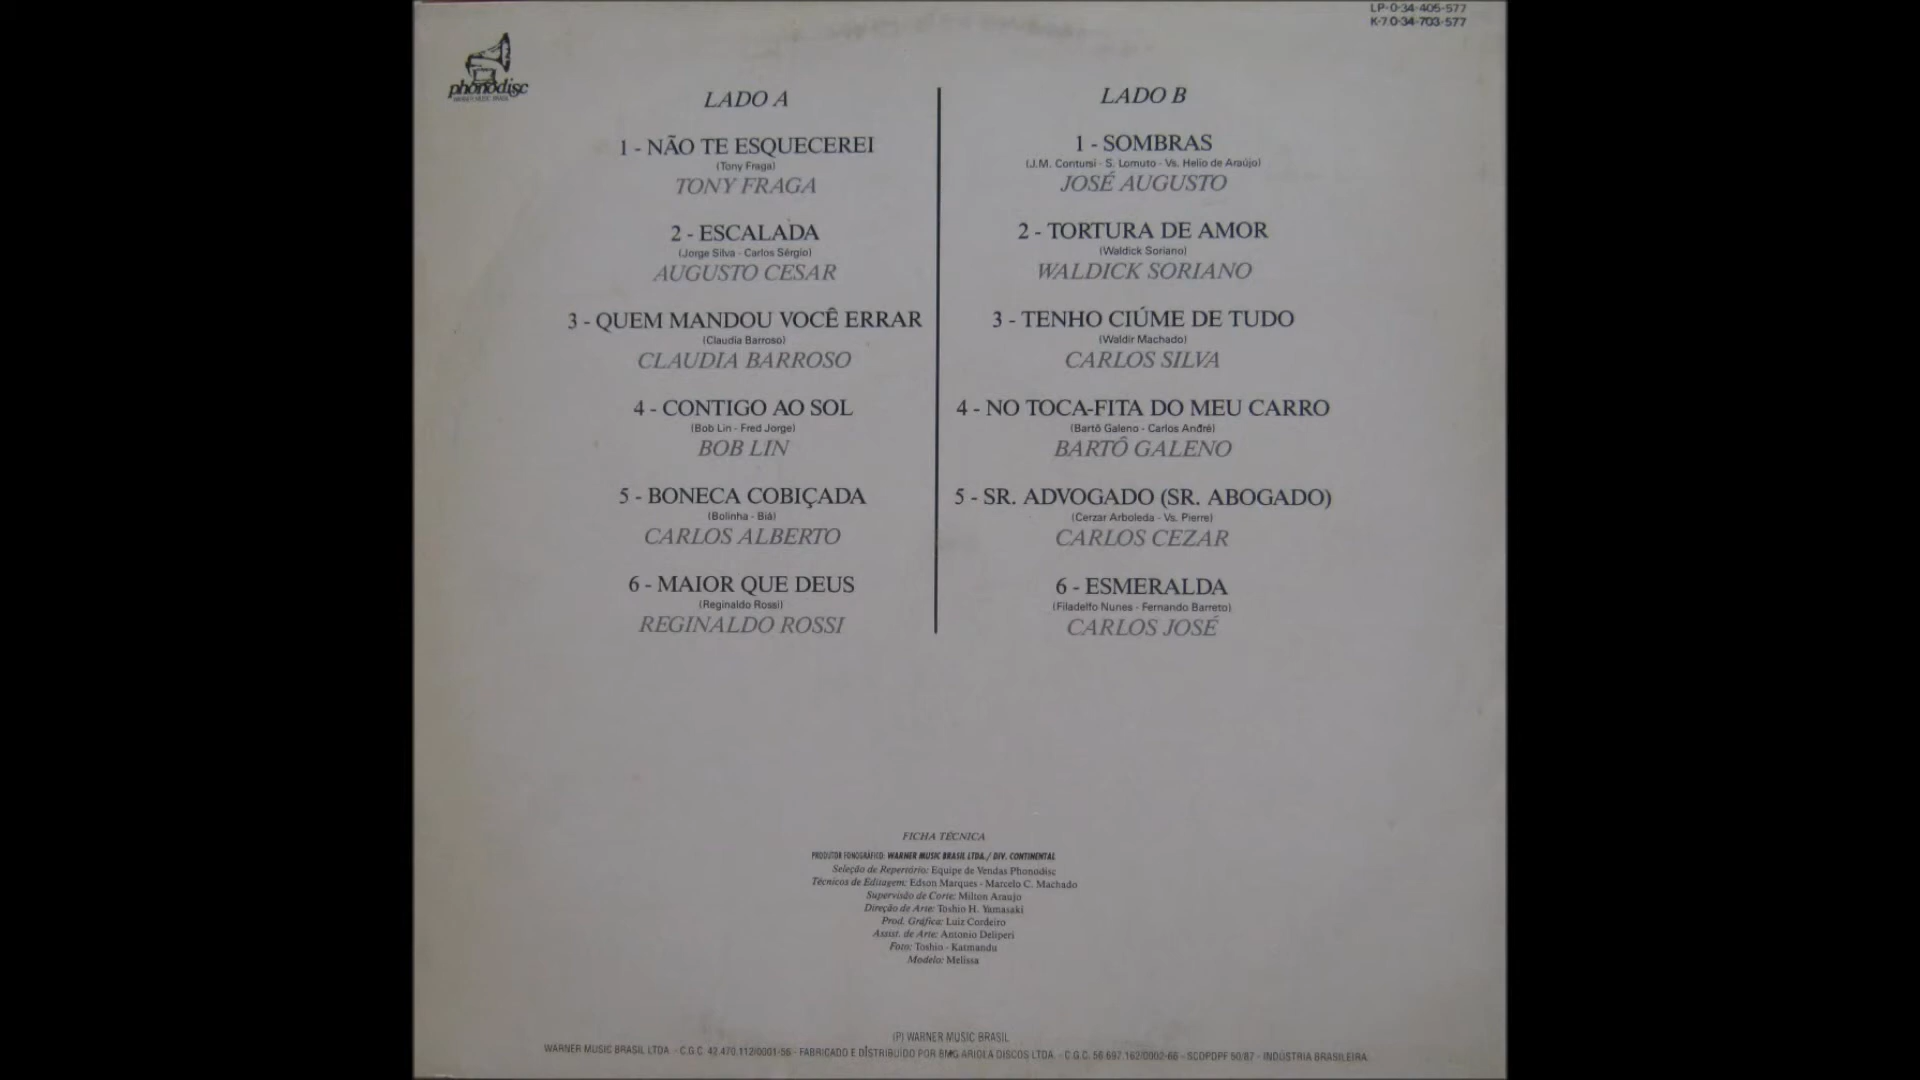 LP-0-34-405-577
K-7 0-34-703-577
phonodisc
LADO A
1 - NÃO TE ESQUECEREI
(Tony Fraga)
TONY FRAGA
2 - ESCALADA
(Jorge Silva - Carlos Sérgio)
AUGUSTO CESAR
3 - QUEM MANDOU VOCÊ ERRAR
(Claudia Barroso)
CLAUDIA BARROSO
4 - CONTIGO AO SOL
(Bob Lin - Fred Jorge)
BOB LIN
5 - BONECA COBIÇADA
(Bolinha - Biá)
CARLOS ALBERTO
6 - MAIOR QUE DEUS
(Reginaldo Rossi)
REGINALDO ROSSI
LADO B
1 - SOMBRAS
(J.M. Contursi - S. Lomuto - Vs. Helio de Araújo)
JOSÉ AUGUSTO
2 - TORTURA DE AMOR
(Waldick Soriano)
WALDICK SORIANO
3 - TENHO CIÚME DE TUDO
(Waldir Machado)
CARLOS SILVA
4 - NO TOCA-FITA DO MEU CARRO
(Bartô Galeno - Carlos André)
BARTÔ GALENO
5 - SR. ADVOGADO (SR. ABOGADO)
(Cerzar Arboleda - Vs. Pierre)
CARLOS CEZAR
6 - ESMERALDA
(Filadelfo Nunes - Fernando Barreto)
CARLOS JOSÉ
FICHA TÉCNICA
PRODUTOR FONOGRÁFICO: WARNER MUSIC BRASIL LTDA./ DIV. CONTINENTAL
Seleção de Repertório: Equipe de Vendas Phonodisc
Técnicos de Editagem: Edson Marques - Marcelo C. Machado
Supervisão de Corte: Milton Araujo
Direção de Arte: Toshio H. Yamasaki
Prod. Gráfica: Luiz Cordeiro
Assist. de Arte: Antonio Deliperi
Foto: Toshio - Katmandu
Modelo: Melissa
(P) WARNER MUSIC BRASIL
WARNER MUSIC BRASIL LTDA. - C.G.C. 42.470.112/0001-56 - FABRICADO E DISTRIBUÍDO POR BMG ARIOLA DISCOS LTDA. - C.G.C. 56.697.162/0002-66 - SCDPDPF 50/87 - INDÚSTRIA BRASILEIRA